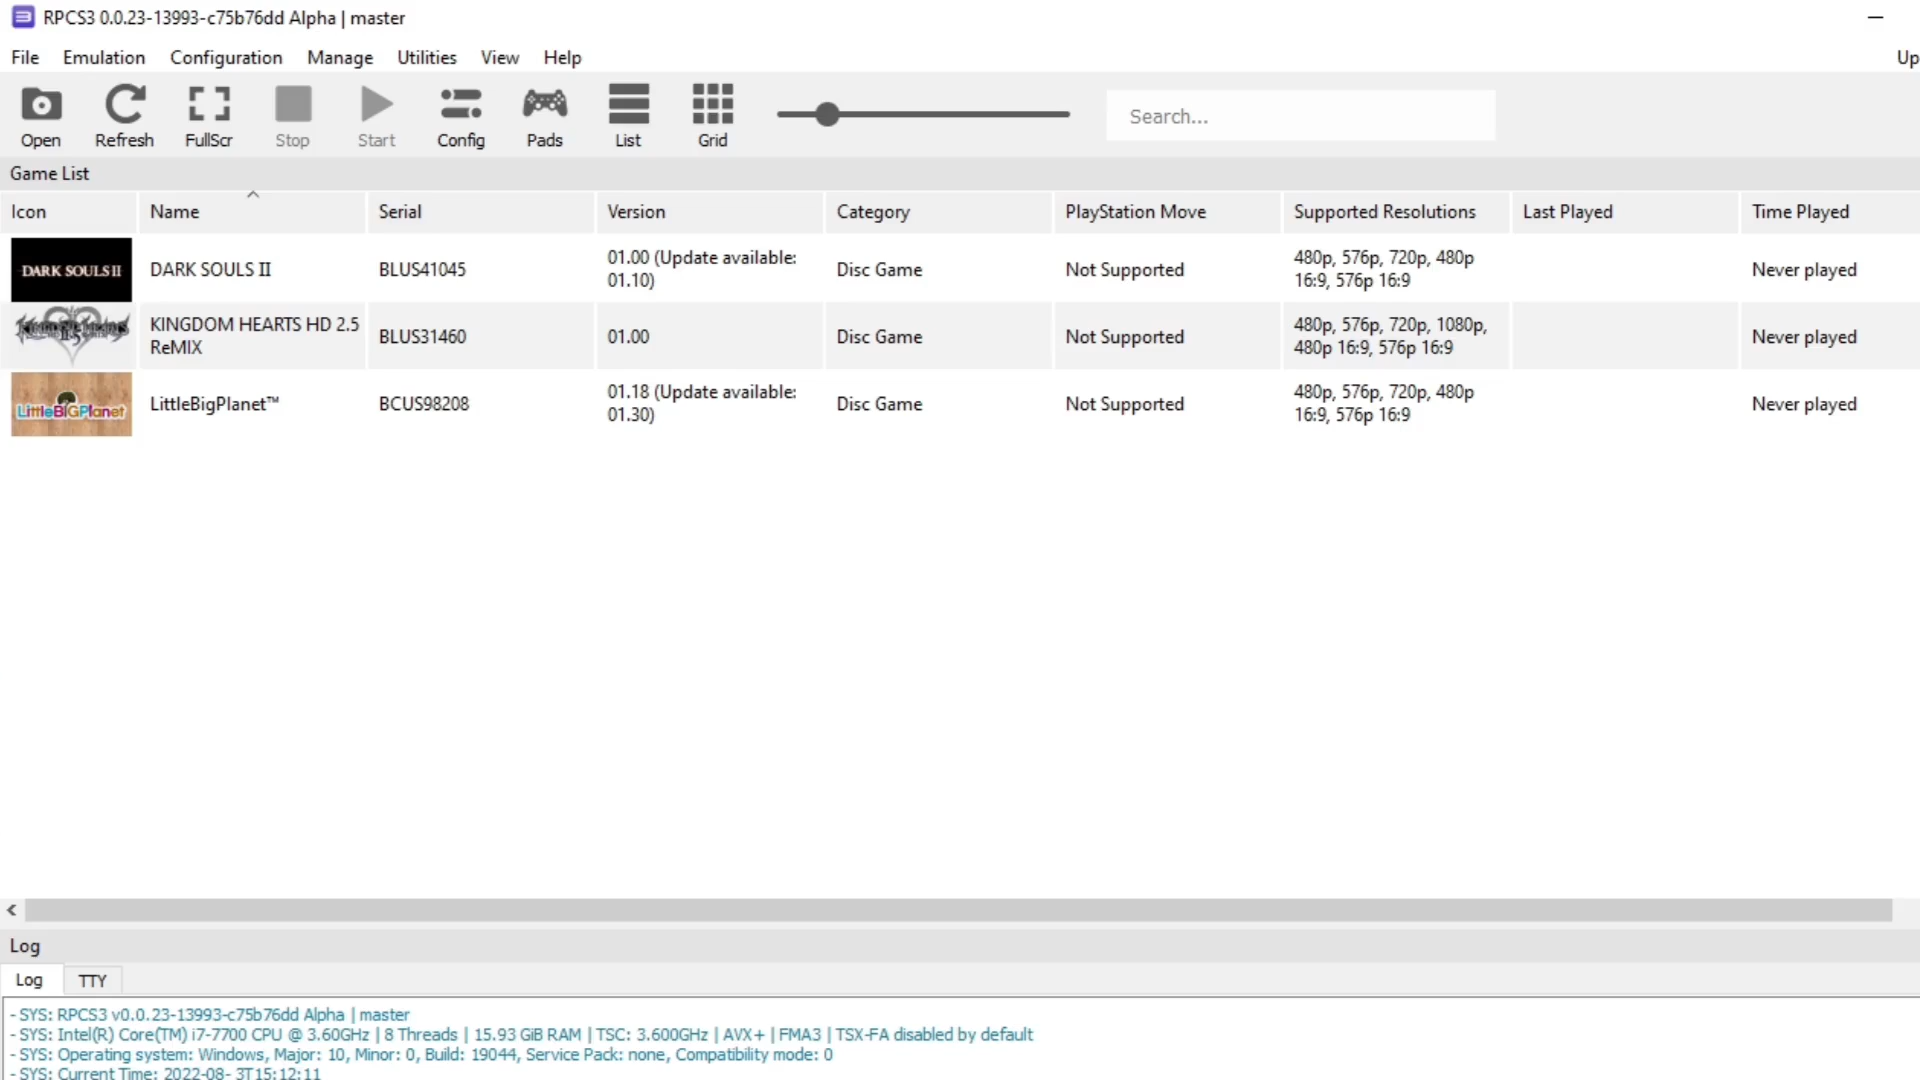 RPCS3 0.0.23-13993-c75b76dd Alpha | master
File Emulation Configuration Manage Utilities View Help Up
Open Refresh FullScr Stop Start Config Pads List Grid Search...
Game List
Icon Name Serial Version Category PlayStation Move Supported Resolutions Last Played Time Played
DARK SOULS II DARK SOULS II BLUS41045 01.00 (Update available: 01.10) Disc Game Not Supported 480p, 576p, 720p, 480p 16:9, 576p 16:9 Never played
KINGDOM HEARTS HD 2.5 ReMIX BLUS31460 01.00 Disc Game Not Supported 480p, 576p, 720p, 1080p, 480p 16:9, 576p 16:9 Never played
LittleBIGPlanet LittleBigPlanet™ BCUS98208 01.18 (Update available: 01.30) Disc Game Not Supported 480p, 576p, 720p, 480p 16:9, 576p 16:9 Never played
Log
Log TTY
- SYS: RPCS3 v0.0.23-13993-c75b76dd Alpha | master
- SYS: Intel(R) Core(TM) i7-7700 CPU @ 3.60GHz | 8 Threads | 15.93 GiB RAM | TSC: 3.600GHz | AVX+ | FMA3 | TSX-FA disabled by default
- SYS: Operating system: Windows, Major: 10, Minor: 0, Build: 19044, Service Pack: none, Compatibility mode: 0
- SYS: Current Time: 2022-08- 3T15:12:11